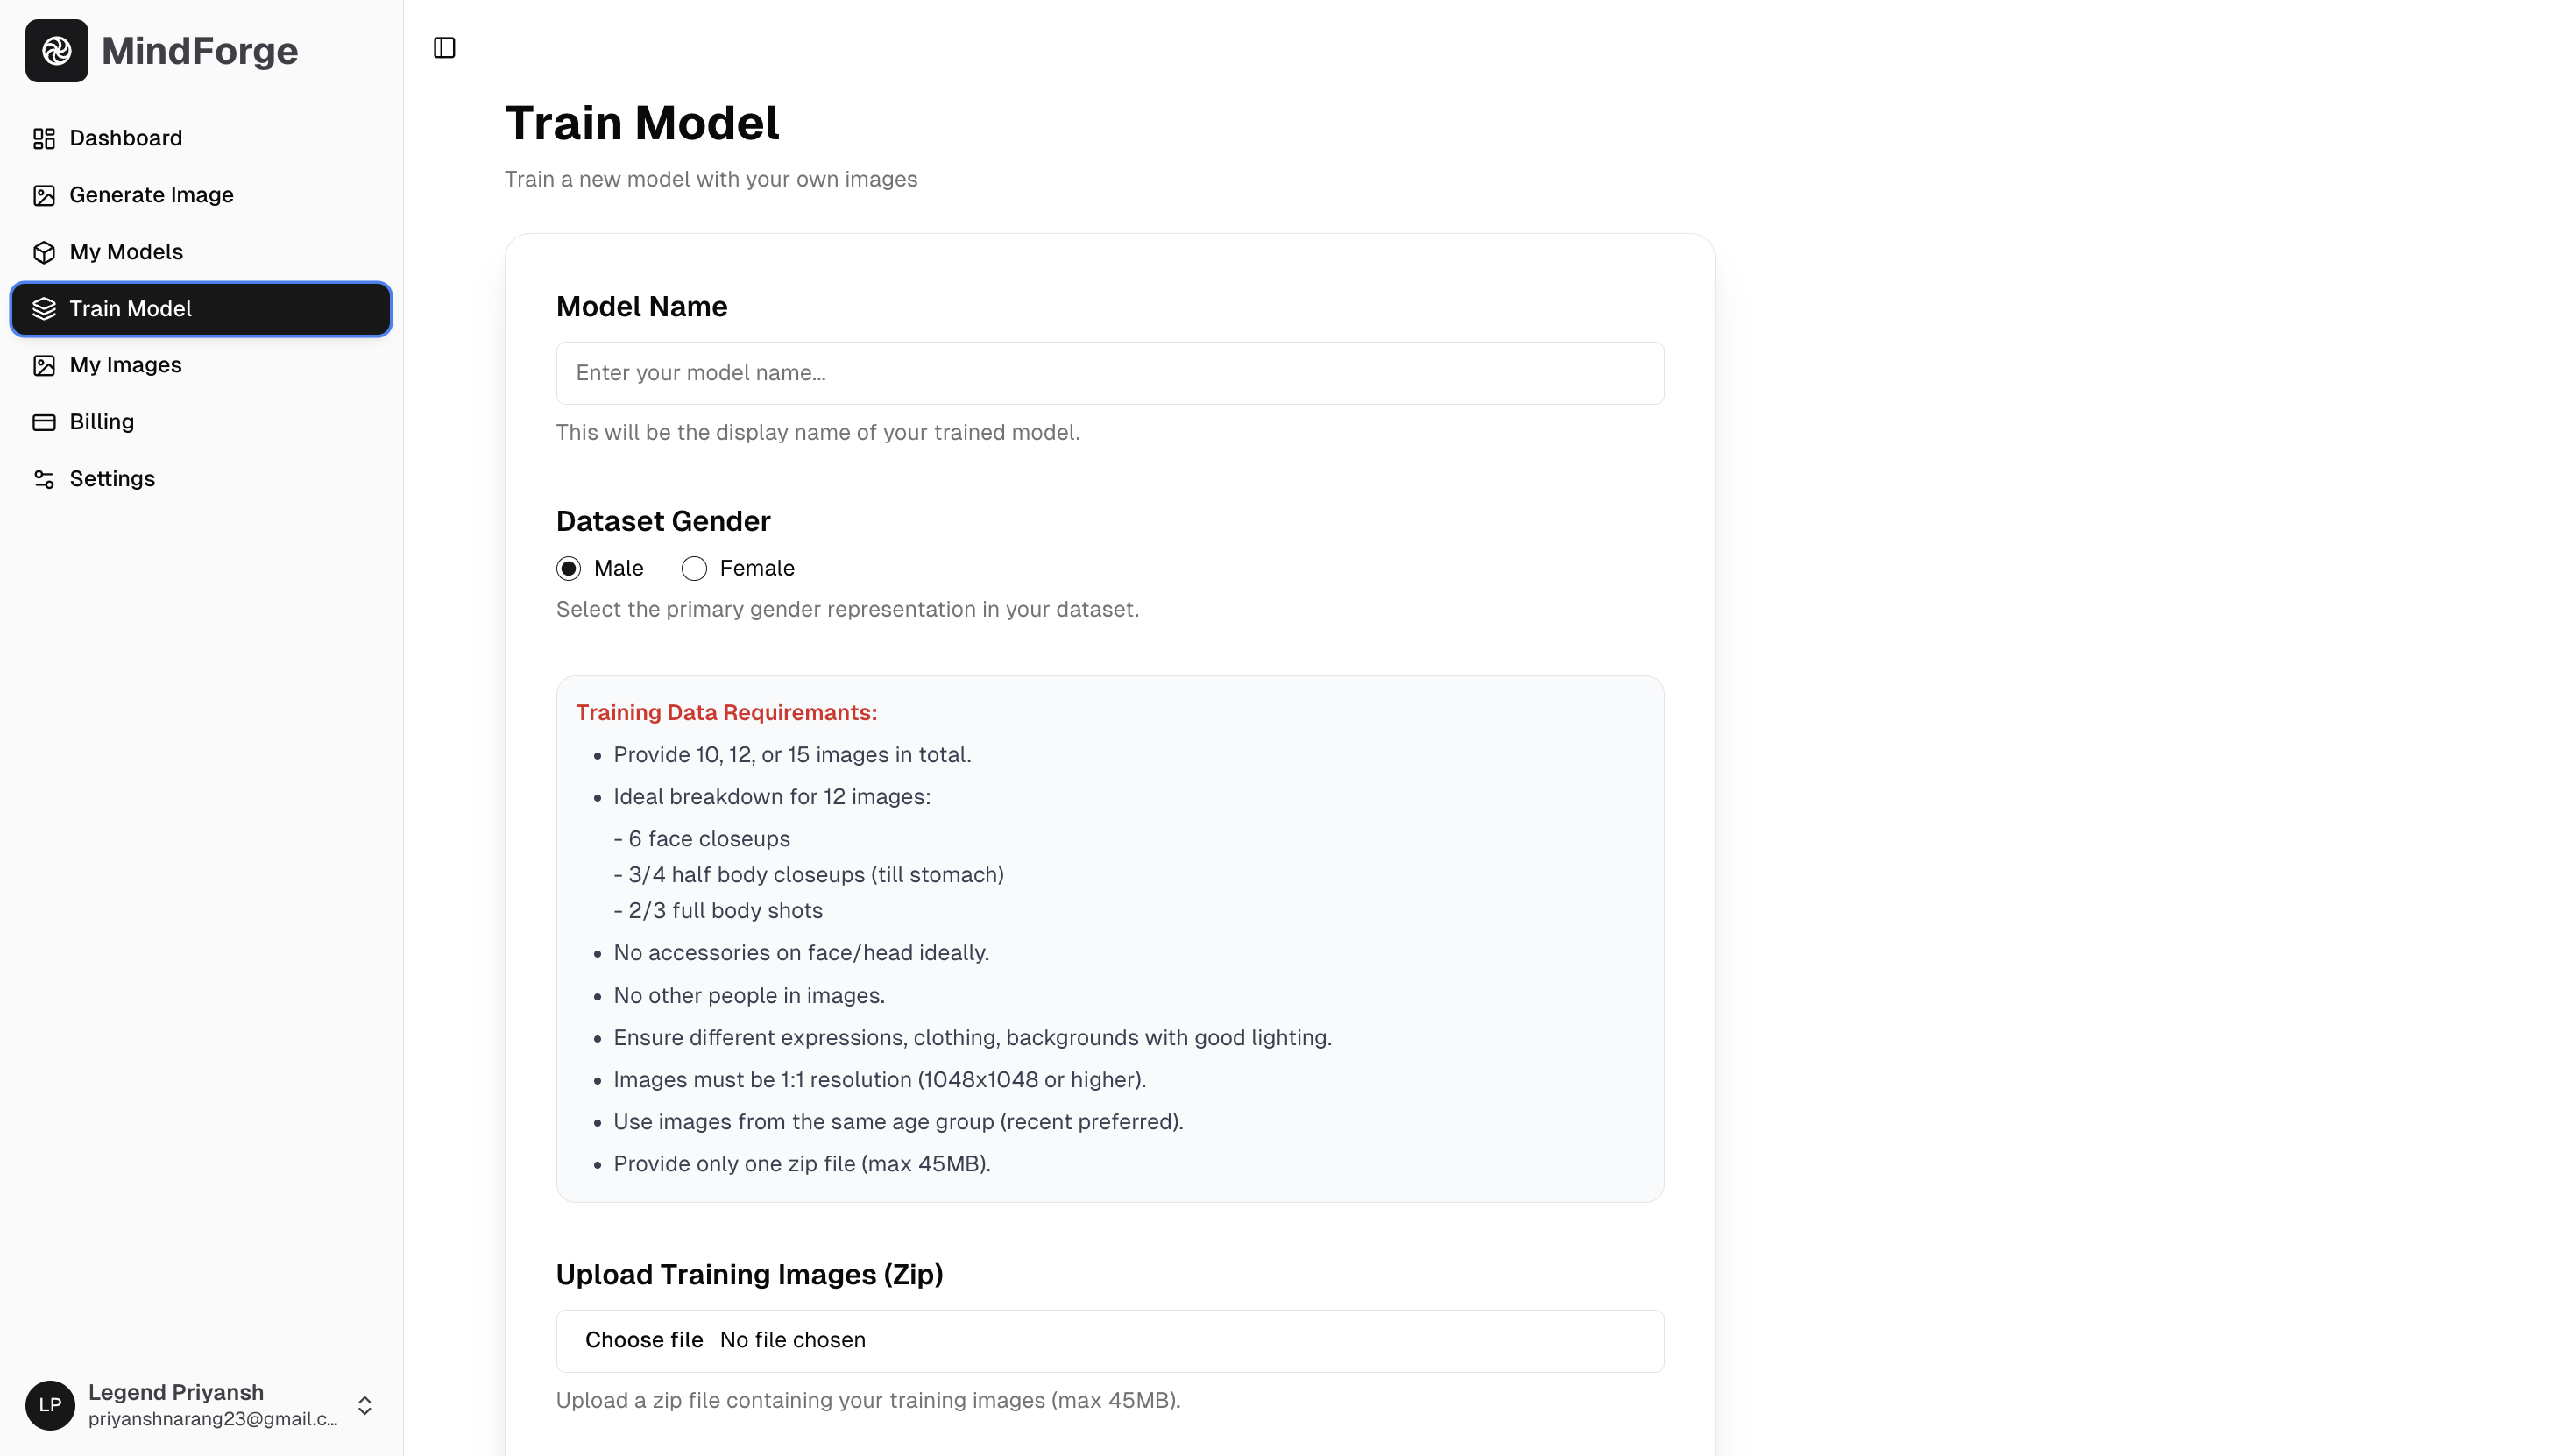 MindForge
Dashboard
Generate Image
My Models
Train Model
My Images
Billing
Settings
LP
Legend Priyansh
priyanshnarang23@gmail.c...
Train Model
Train a new model with your own images
Model Name
Enter your model name...
This will be the display name of your trained model.
Dataset Gender
Male Female
Select the primary gender representation in your dataset.
Training Data Requiremants:
• Provide 10, 12, or 15 images in total.
• Ideal breakdown for 12 images:
- 6 face closeups
- 3/4 half body closeups (till stomach)
- 2/3 full body shots
• No accessories on face/head ideally.
• No other people in images.
• Ensure different expressions, clothing, backgrounds with good lighting.
• Images must be 1:1 resolution (1048x1048 or higher).
• Use images from the same age group (recent preferred).
• Provide only one zip file (max 45MB).
Upload Training Images (Zip)
Choose file No file chosen
Upload a zip file containing your training images (max 45MB).